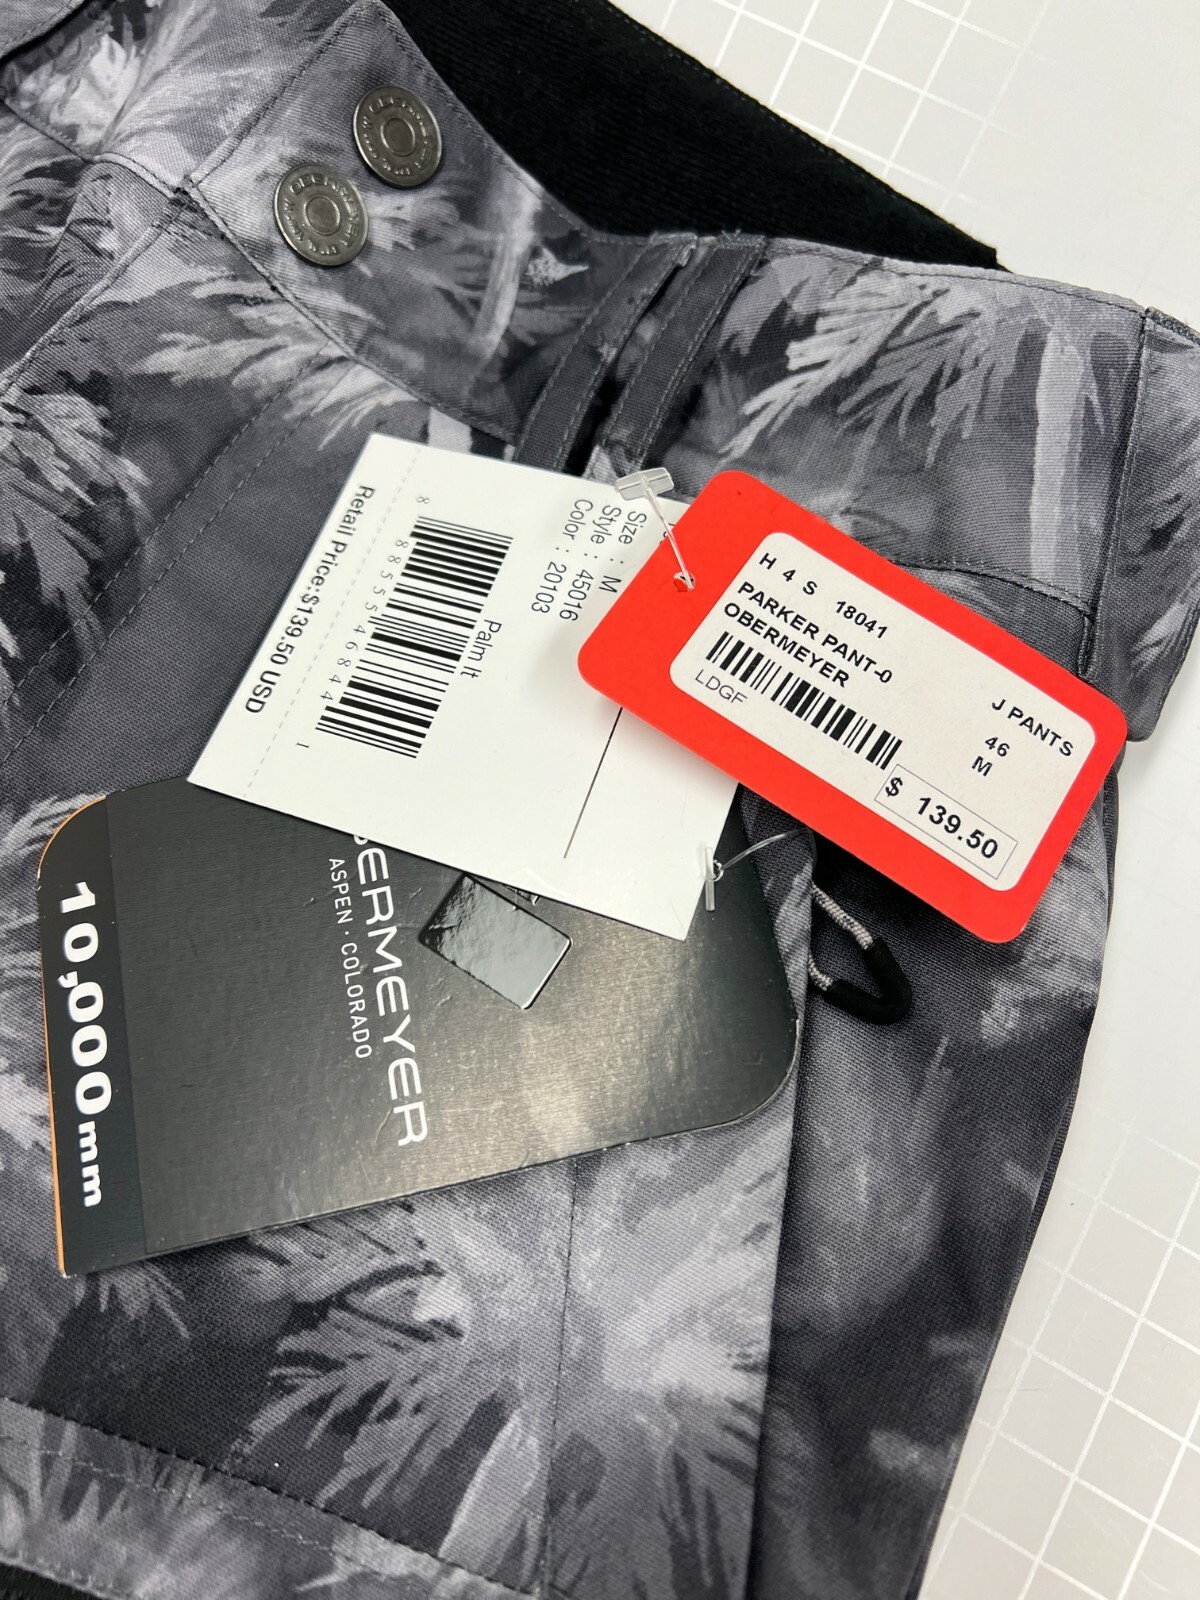 Size : M
Style : 45016
Color : 20103
Palm It
8 88555 46844 1
Retail Price:$139.50 USD
H 4 S 18041
PARKER PANT-0
OBERMEYER
J PANTS
46
M
LDGF
$ 139.50
BERMEYER
ASPEN · COLORADO
10,000mm